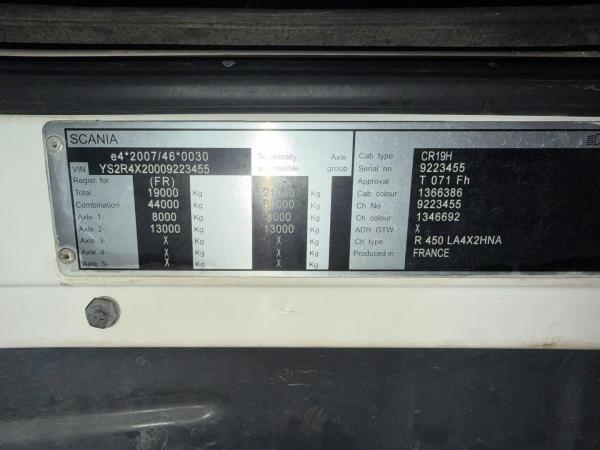 SCANIA
e4*2007/46*0030
VIN YS2R4X20009223455
Regist. for (FR)
Total 19000 Kg
Combination 44000 Kg
Axle 1- 8000 Kg
Axle 2- 13000 Kg
Axle 3- X Kg
Axle 4- X Kg
Axle 5- X Kg
Technically Axle
permissible group
Kg
Kg
8000 Kg
13000 Kg
X Kg
X Kg
X Kg
Cab type CR19H
Serial no 9223455
Approval T 071 Fh
Cab colour 1366386
Ch No 9223455
Ch colour 1346692
ADR GTW X
Ch type R 450 LA4X2HNA
Produced in: FRANCE